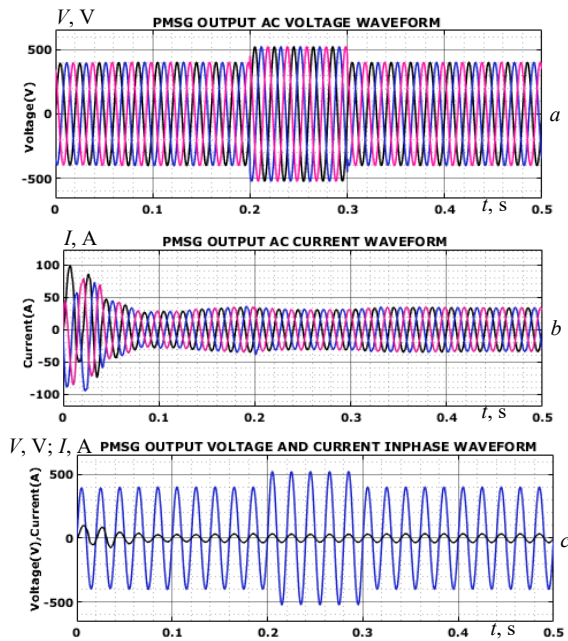 V, V
PMSG OUTPUT AC VOLTAGE WAVEFORM
Voltage(V)
500
0
-500
a
0 0.1 0.2 0.3 0.4 0.5
t, s
I, A
PMSG OUTPUT AC CURRENT WAVEFORM
Current(A)
100
50
0
-50
-100
b
0 0.1 0.2 0.3 0.4 0.5
t, s
V, V; I, A
PMSG OUTPUT VOLTAGE AND CURRENT INPHASE WAVEFORM
Voltage(V),Current(A)
500
0
-500
c
0 0.1 0.2 0.3 0.4 0.5
t, s